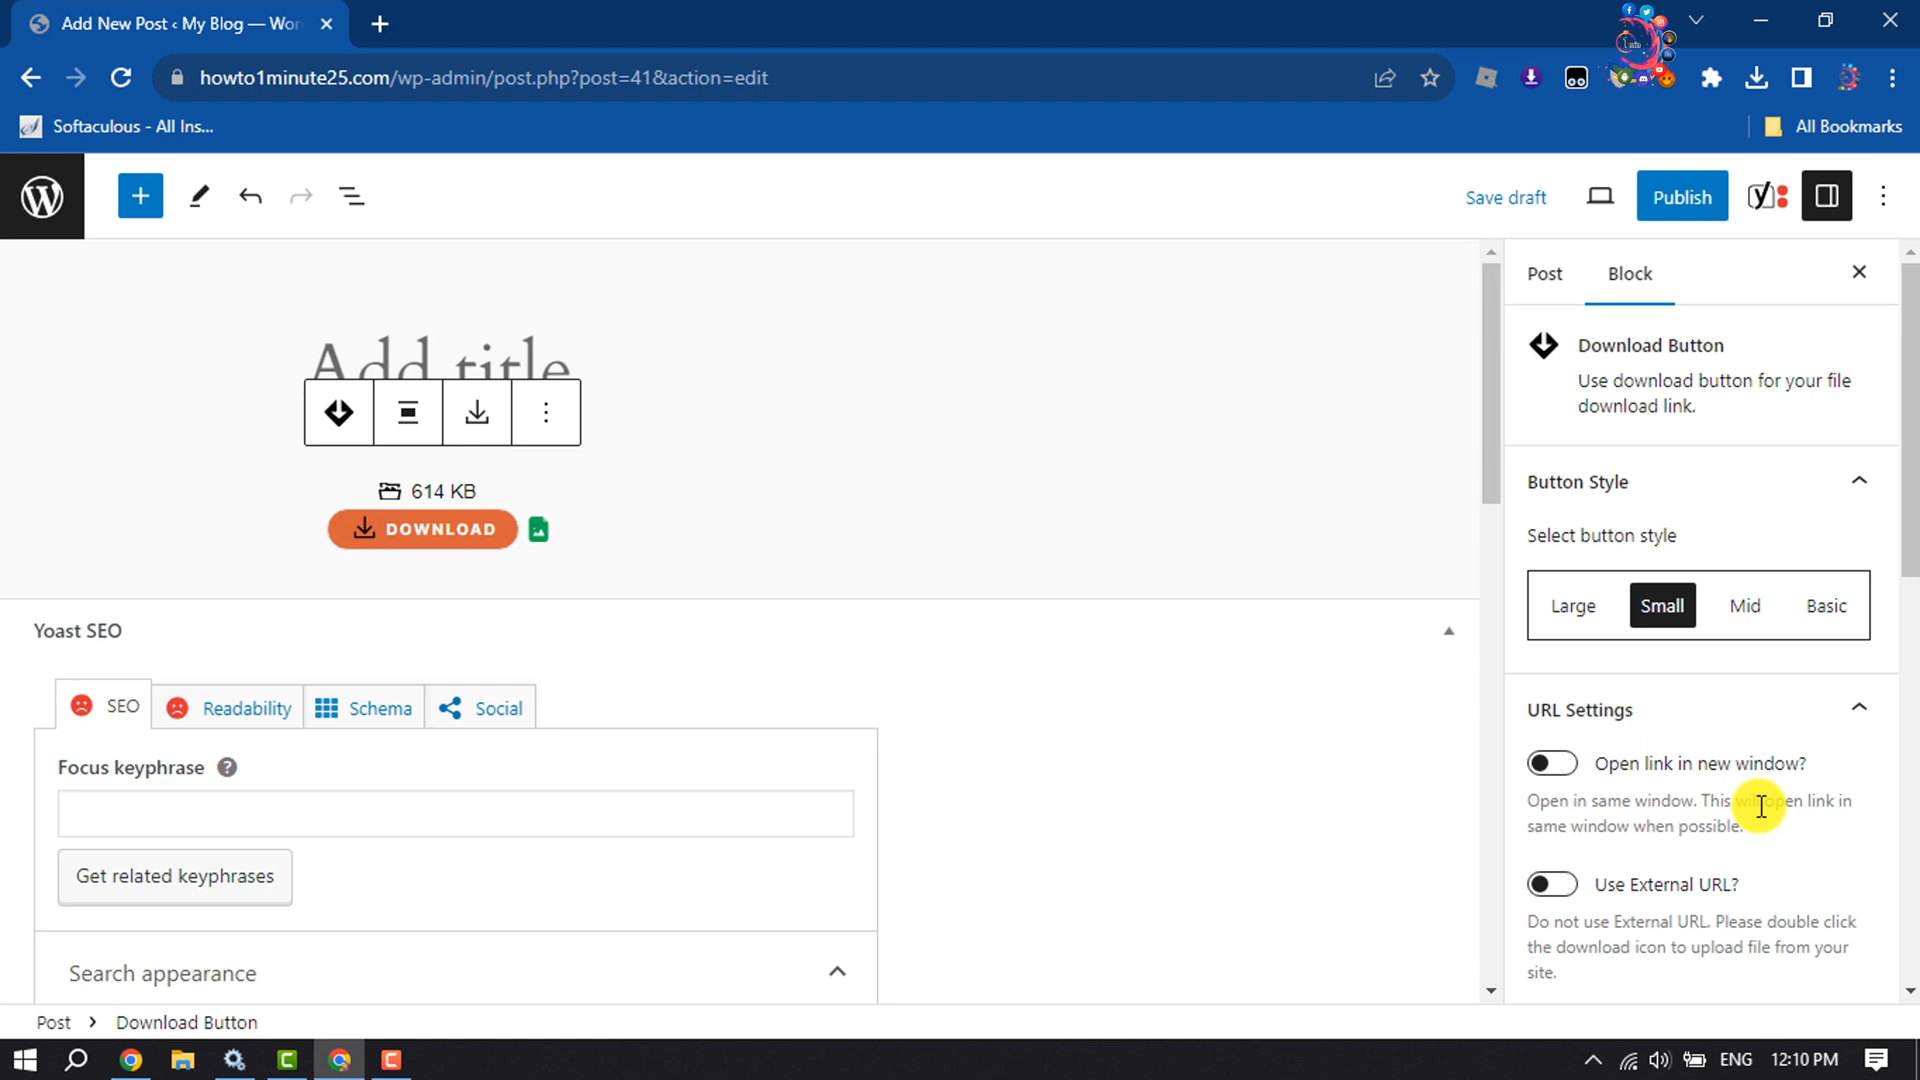 Add New Post ‹ My Blog — Wor
howto1minute25.com/wp-admin/post.php?post=41&action=edit
Softaculous - All Ins...
All Bookmarks
Save draft
Publish
Post
Block
Add title
Download Button
Use download button for your file
download link.
614 KB
DOWNLOAD
Button Style
Select button style
Large
Small
Mid
Basic
Yoast SEO
SEO
Readability
Schema
Social
Focus keyphrase
Get related keyphrases
Search appearance
URL Settings
Open link in new window?
Open in same window. This will open link in
same window when possible.
Use External URL?
Do not use External URL. Please double click
the download icon to upload file from your
site.
Post
Download Button
ENG
12:10 PM